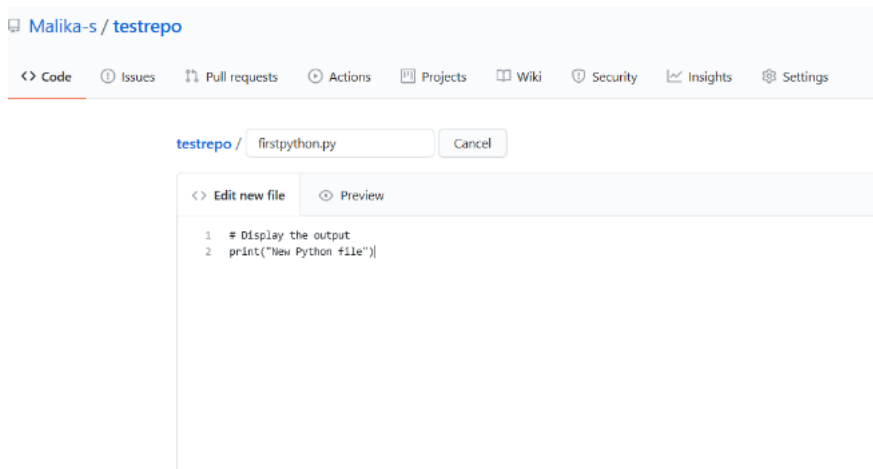 Malika-s / testrepo
<> Code Issues Pull requests Actions Projects Wiki Security Insights Settings
testrepo / firstpython.py Cancel
<> Edit new file Preview
1 # Display the output
2 print("New Python file")